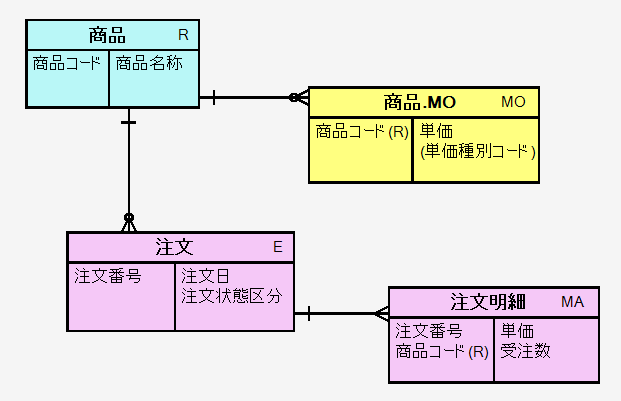 商品 R
商品コード 商品名称
商品.MO MO
商品コード(R) 単価
(単価種別コード)
注文 E
注文番号 注文日
注文状態区分
注文明細 MA
注文番号 単価
商品コード(R) 受注数